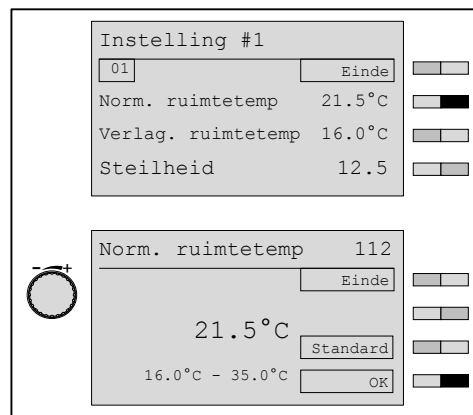 Instelling #1
01 Einde
Norm. ruimtetemp 21.5°C
Verlag. ruimtetemp 16.0°C
Steilheid 12.5
Norm. ruimtetemp 112
Einde
- +
21.5°C
Standard
16.0°C - 35.0°C OK